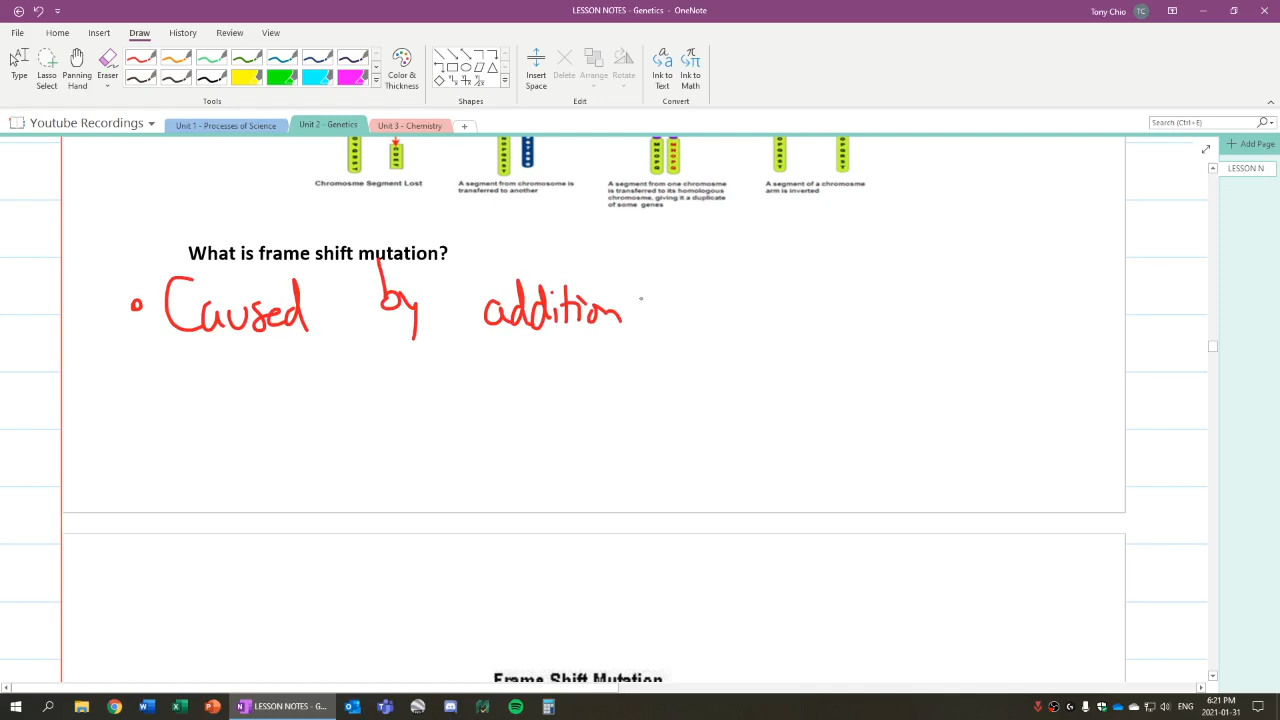 LESSON NOTES - Genetics - OneNote
Tony Chio TC
File Home Insert Draw History Review View
Type Lasso Select Panning Hand Eraser Color & Thickness Insert Space Delete Arrange Rotate Ink to Text Ink to Math
Tools Shapes Edit Convert
Youtube Recordings Unit 1 - Processes of Science Unit 2 - Genetics Unit 3 - Chemistry Search (Ctrl+E)
Add Page
LESSON N
Chromosme Segment Lost
A segment from chromosome is
transferred to another
A segment from one chromosome
is transferred to its homologous
chromosome, giving it a duplicate
of some genes
A segment of a chromosome
arm is inverted
What is frame shift mutation?
• Caused by addition
Frame Shift Mutation
LESSON NOTES - G...
ENG 6:21 PM
2021-01-31